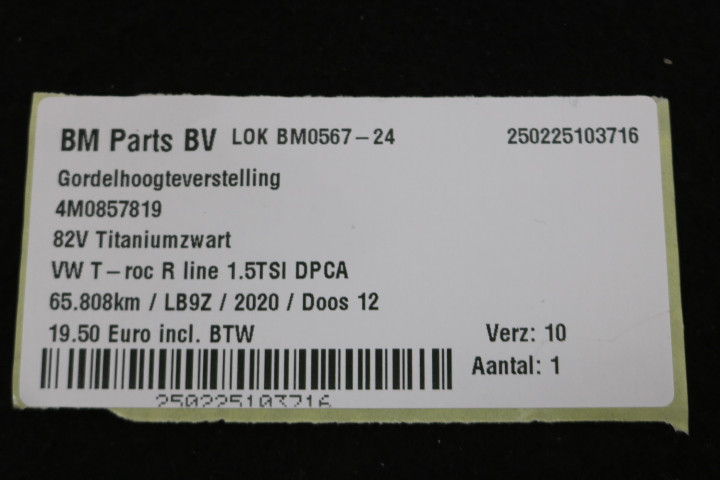 BM Parts BV LOK BM0567-24 250225103716
Gordelhoogteverstelling
4M0857819
82V Titaniumzwart
VW T-roc R line 1.5TSI DPCA
65.808km / LB9Z / 2020 / Doos 12
19.50 Euro incl. BTW Verz: 10
Aantal: 1
250225103716